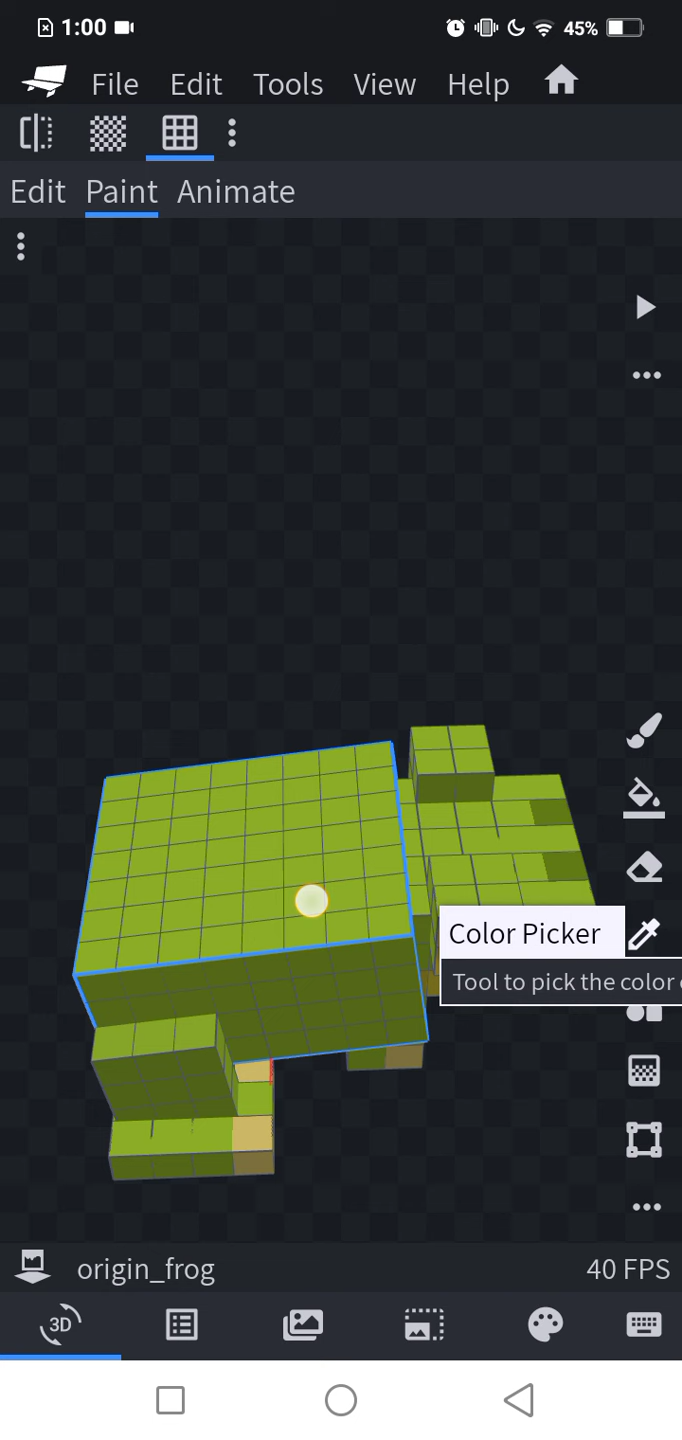 1:00
45%
File Edit Tools View Help
Edit Paint Animate
Color Picker
Tool to pick the color
3D
origin_frog
40 FPS